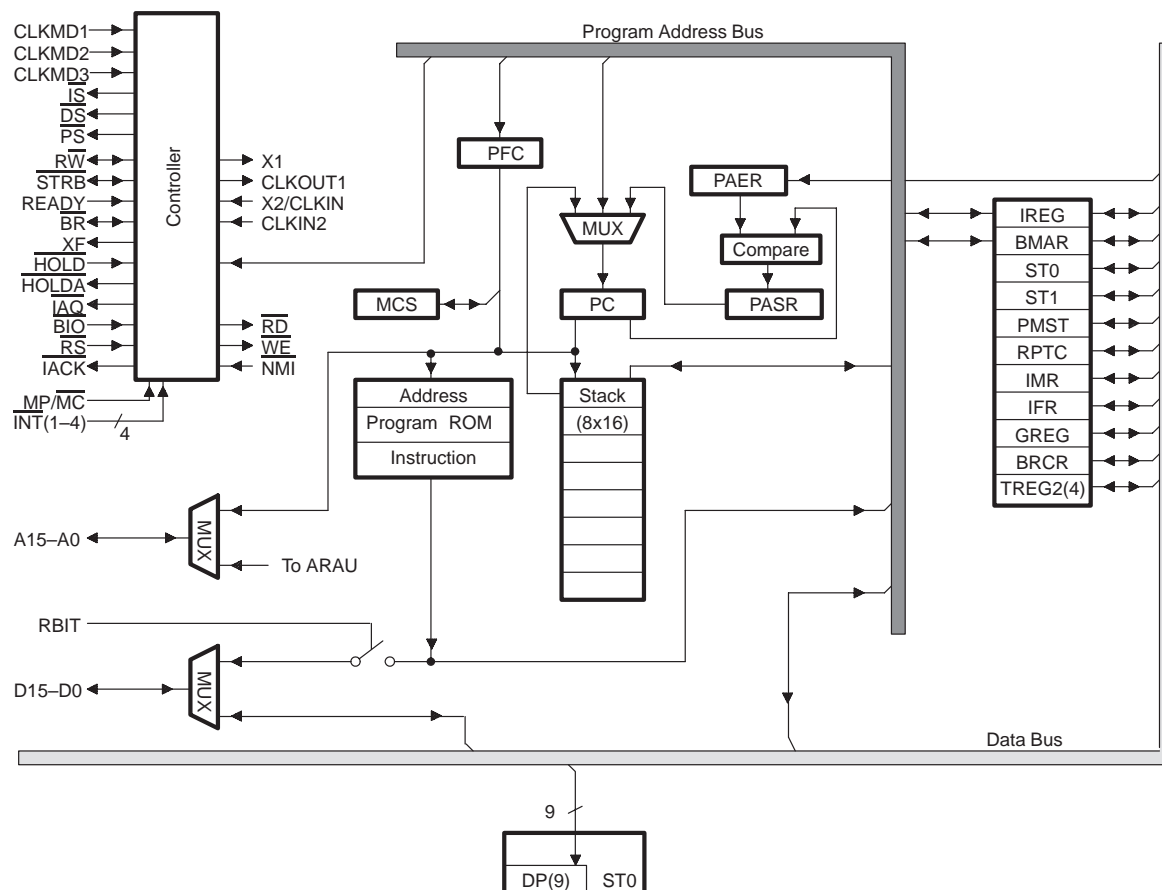 CLKMD1
CLKMD2
CLKMD3
IS
DS
PS
RW
STRB
READY
BR
XF
HOLD
HOLDA
IAQ
BIO
RS
IACK
MP/MC
INT(1–4)
4
Controller
X1
CLKOUT1
X2/CLKIN
CLKIN2
RD
WE
NMI
Program Address Bus
PFC
MUX
PAER
Compare
MCS
PC
PASR
Address
Program ROM
Instruction
Stack
(8x16)
IREG
BMAR
ST0
ST1
PMST
RPTC
IMR
IFR
GREG
BRCR
TREG2(4)
A15–A0
MUX
To ARAU
RBIT
D15–D0
MUX
Data Bus
9
DP(9) ST0